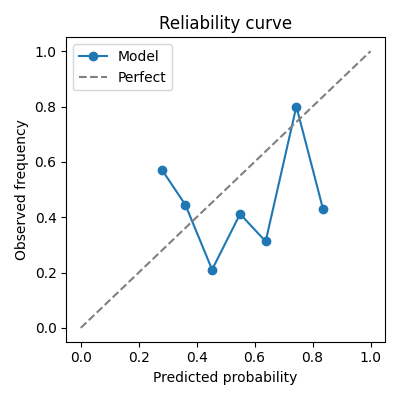 Reliability curve
Model
Perfect
1.0
0.8
0.6
0.4
0.2
0.0
Observed frequency
0.0 0.2 0.4 0.6 0.8 1.0
Predicted probability